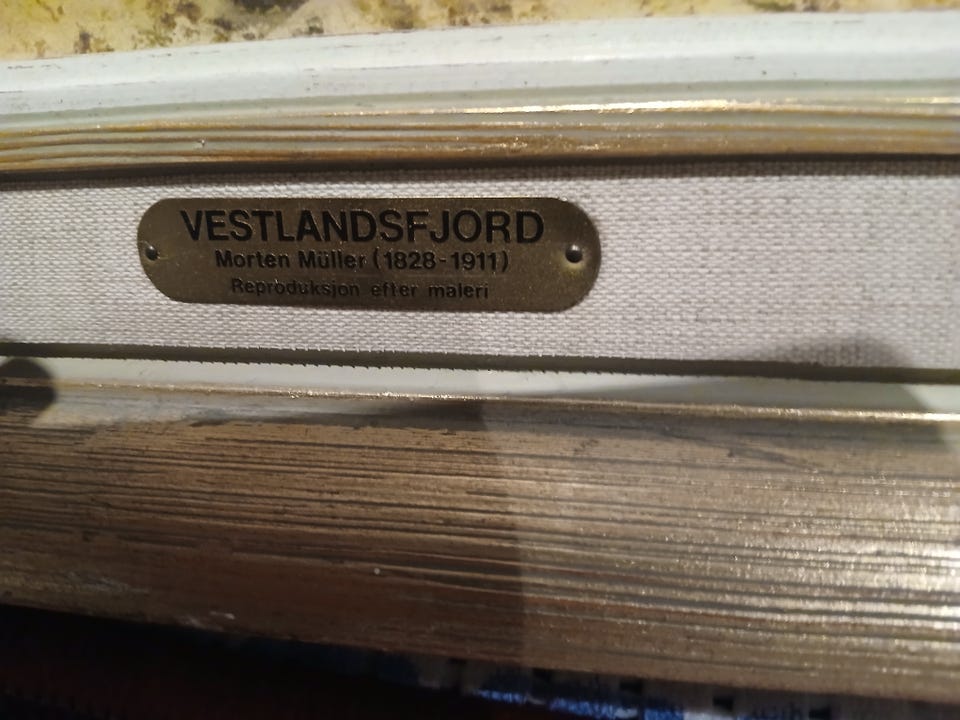 VESTLANDSFJORD
Morten Müller (1828-1911)
Reproduksjon efter maleri